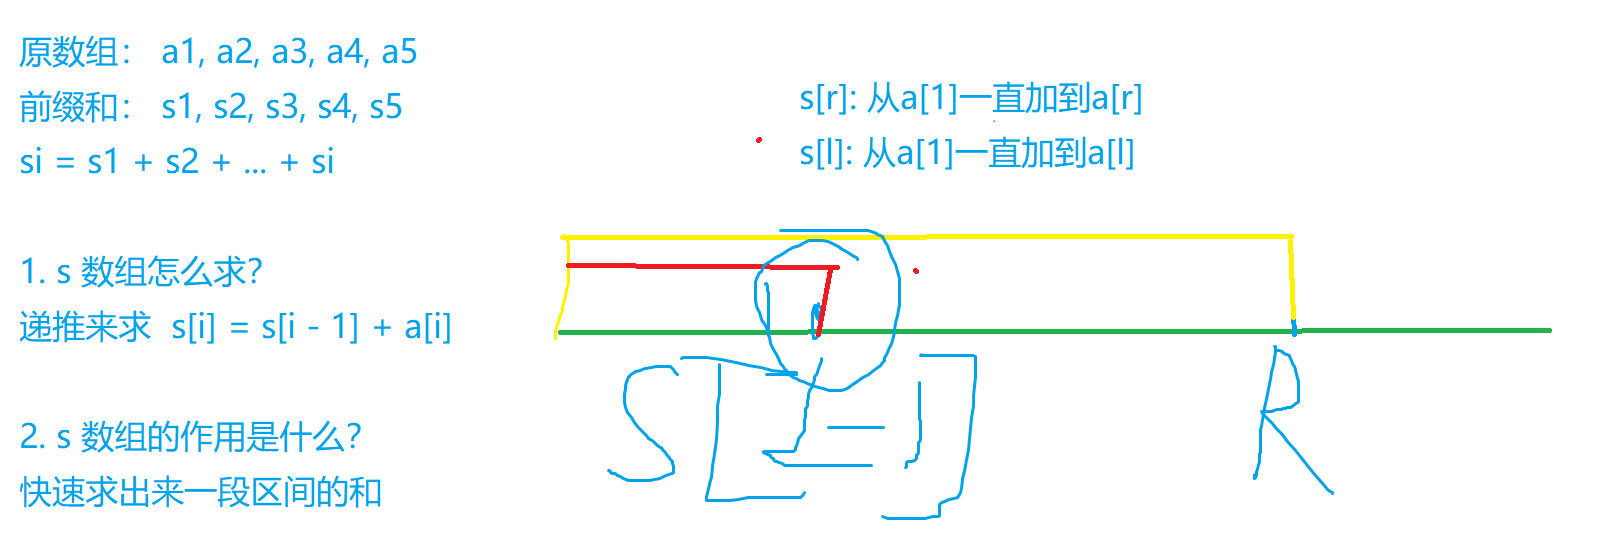 原数组： a1, a2, a3, a4, a5
前缀和： s1, s2, s3, s4, s5
si = s1 + s2 + ... + si
1. s 数组怎么求？
递推来求 s[i] = s[i - 1] + a[i]
2. s 数组的作用是什么？
快速求出来一段区间的和
s[r]: 从a[1]一直加到a[r]
s[l]: 从a[1]一直加到a[l]
R